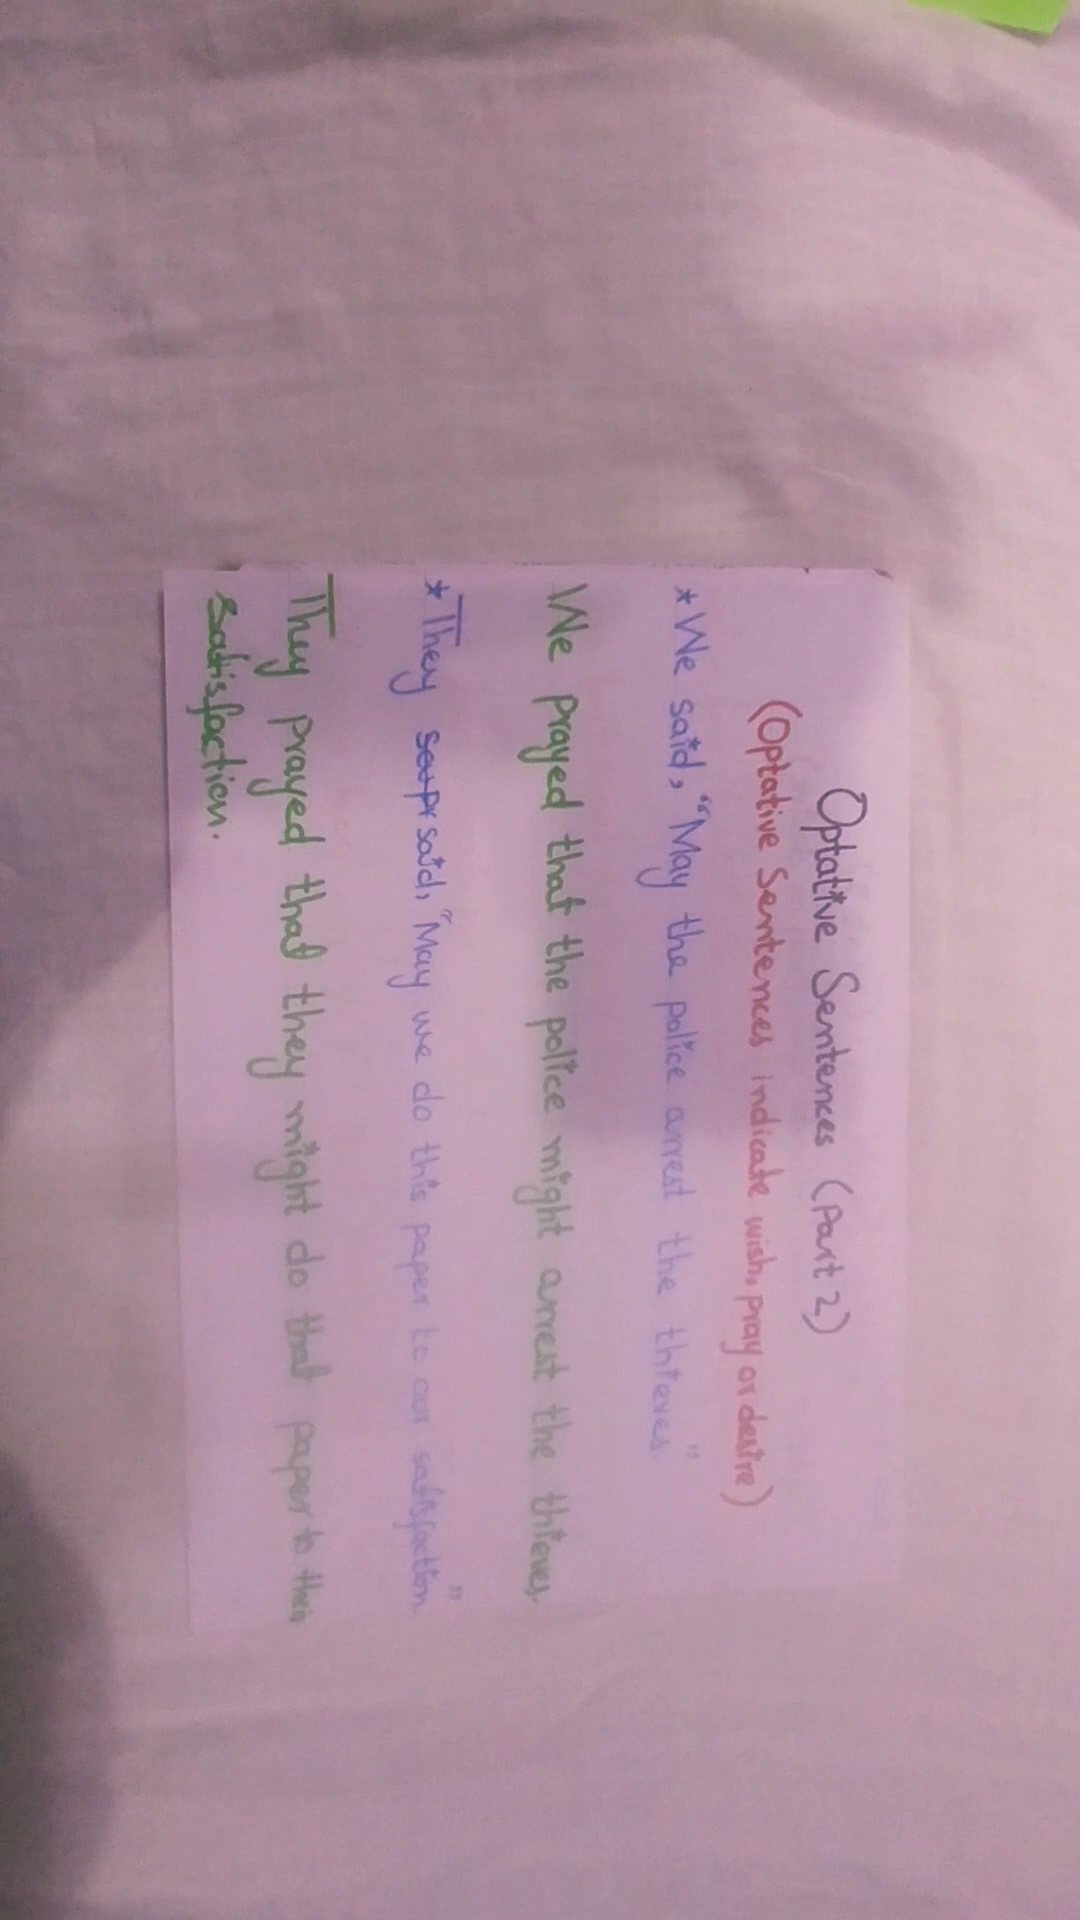 Optative Sentences (Part 2)
(Optative Sentences indicate wish, pray or desire)
* We said, "May the police arrest the thieves."
We prayed that the police might arrest the thieves.
* They said, "May we do this paper to our satisfaction."
They prayed that they might do that paper to their
satisfaction.